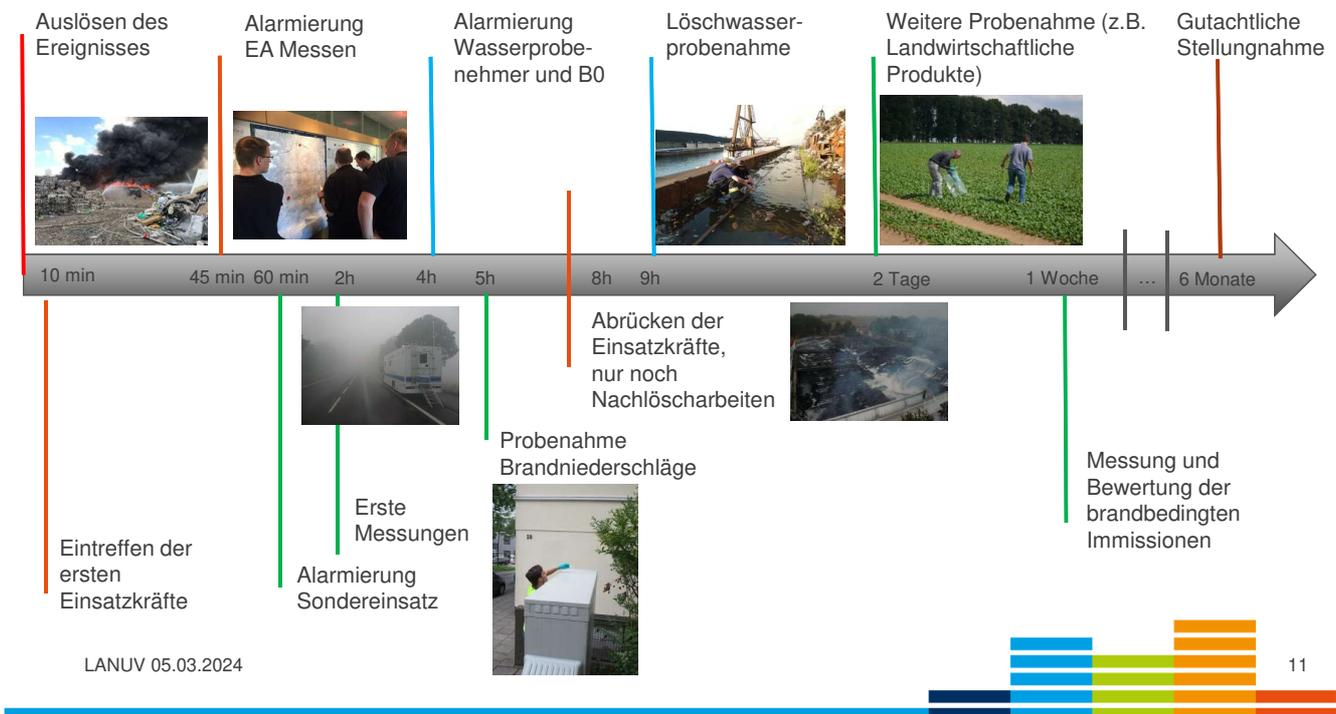 Auslösen des
Ereignisses
Alarmierung
EA Messen
Alarmierung
Wasserprobe-
nehmer und B0
Löschwasser-
probenahme
Weitere Probenahme (z.B.
Landwirtschaftliche
Produkte)
Gutachtliche
Stellungnahme
10 min 45 min 60 min 2h 4h 5h 8h 9h 2 Tage 1 Woche ... 6 Monate
Abrücken der
Einsatzkräfte,
nur noch
Nachlöscharbeiten
Probenahme
Brandniederschläge
Messung und
Bewertung der
brandbedingten
Immissionen
Erste
Messungen
Eintreffen der
ersten
Einsatzkräfte
Alarmierung
Sondereinsatz
LANUV 05.03.2024
11